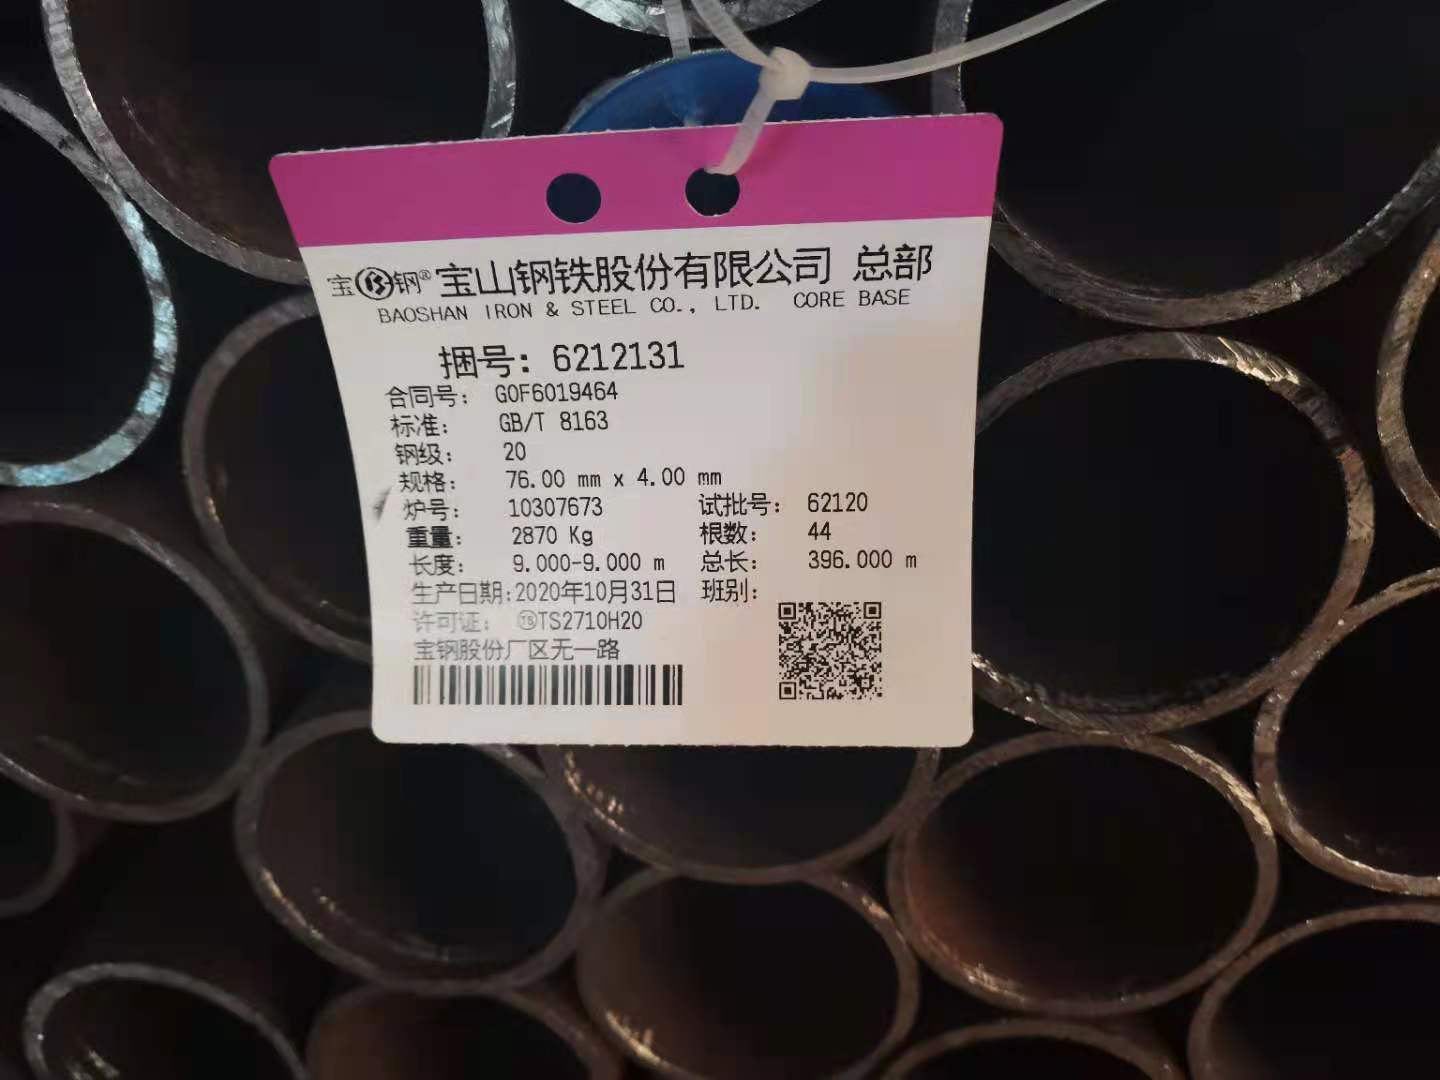 宝钢® 宝山钢铁股份有限公司 总部
BAOSHAN IRON & STEEL CO., LTD. CORE BASE
捆号: 6212131
合同号: GOF6019464
标准: GB/T 8163
钢级: 20
规格: 76.00 mm x 4.00 mm
炉号: 10307673 试批号: 62120
重量: 2870 Kg 根数: 44
长度: 9.000-9.000 m 总长: 396.000 m
生产日期:2020年10月31日 班别:
许可证: TSTS2710H20
宝钢股份厂区无一路